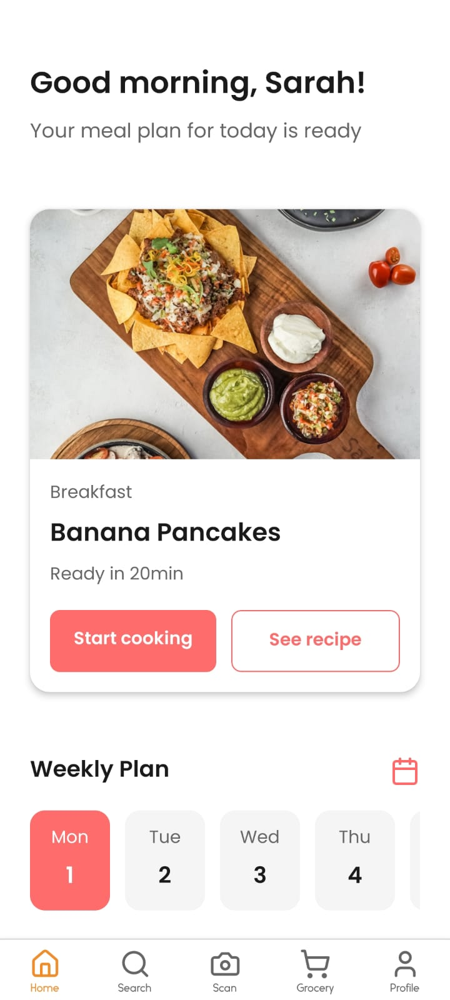 Good morning, Sarah!
Your meal plan for today is ready
Breakfast
Banana Pancakes
Ready in 20min
Start cooking
See recipe
Weekly Plan
Mon Tue Wed Thu
1 2 3 4
Home Search Scan Grocery Profile